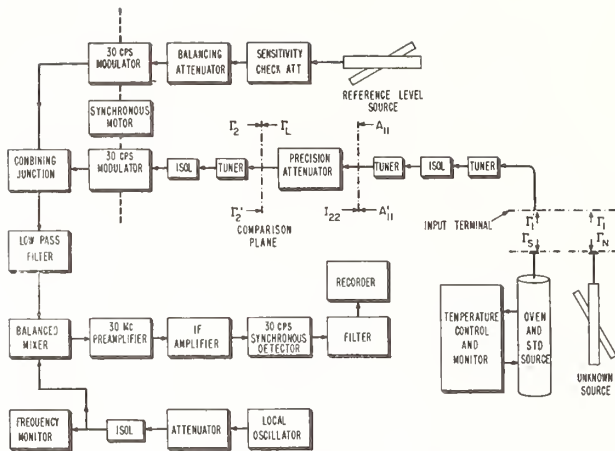 30 CPS
MODULATOR
BALANCING
ATTENUATOR
SENSITIVITY
CHECK ATT
REFERENCE LEVEL
SOURCE
SYNCHRONOUS
MOTOR
Γ2 ΓL
A11
COMBINING
JUNCTION
30 CPS
MODULATOR
ISOL
TUNER
PRECISION
ATTENUATOR
TUNER
ISOL
TUNER
Γ2'
COMPARISON
PLANE
I22 A'11
INPUT TERMINAL
Γ1
Γ1
ΓS
ΓN
LOW PASS
FILTER
RECORDER
BALANCED
MIXER
30 MC
PREAMPLIFIER
IF
AMPLIFIER
30 CPS
SYNCHRONOUS
DETECTOR
FILTER
TEMPERATURE
CONTROL
AND
MONITOR
OVEN
AND
STD
SOURCE
UNKNOWN
SOURCE
FREQUENCY
MONITOR
ISOL
ATTENUATOR
LOCAL
OSCILLATOR